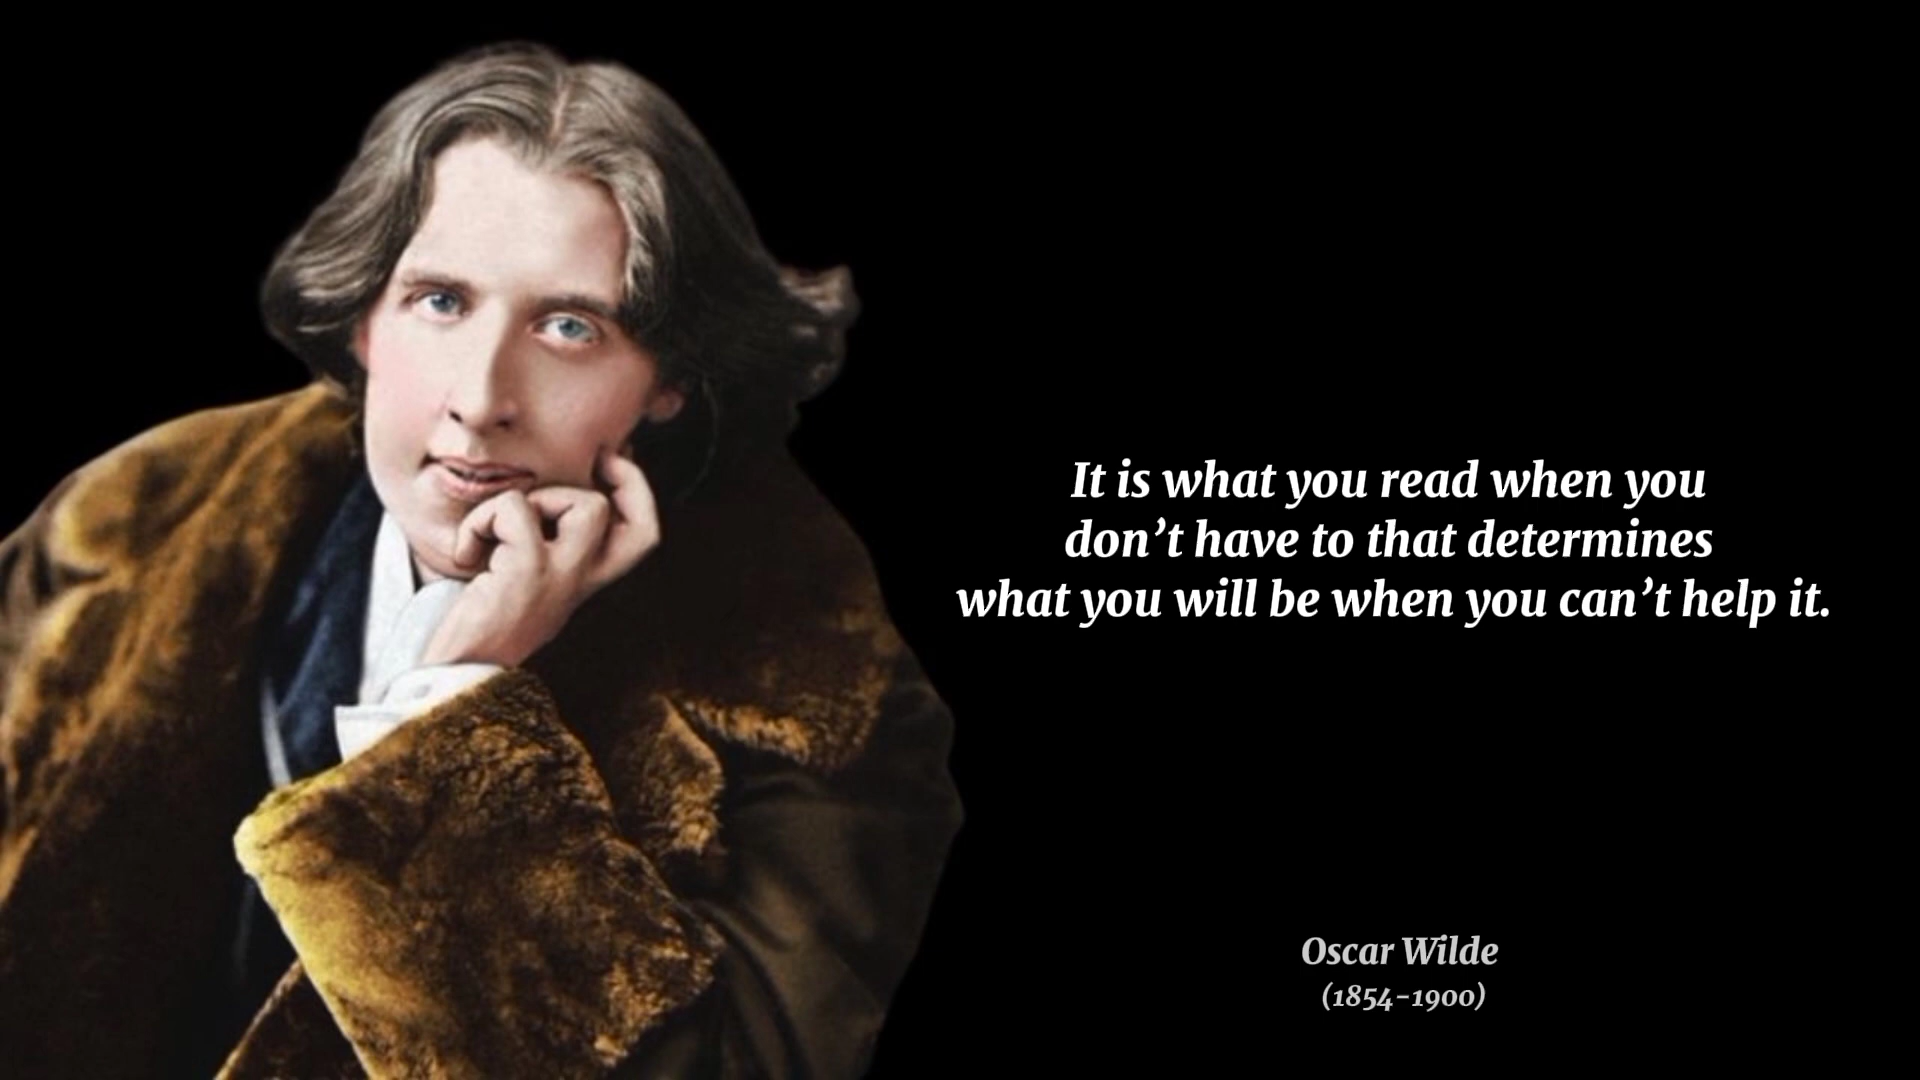 It is what you read when you
don’t have to that determines
what you will be when you can’t help it.
Oscar Wilde
(1854-1900)